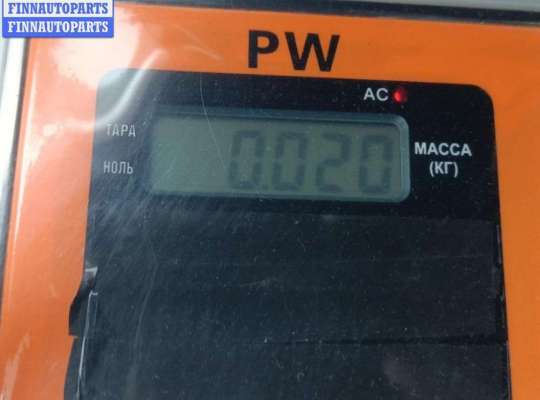 FINNAUTOPARTS
FINNAUTOPARTS
PW
AC
ТАРА
НОЛЬ
0.020
МАССА
(КГ)